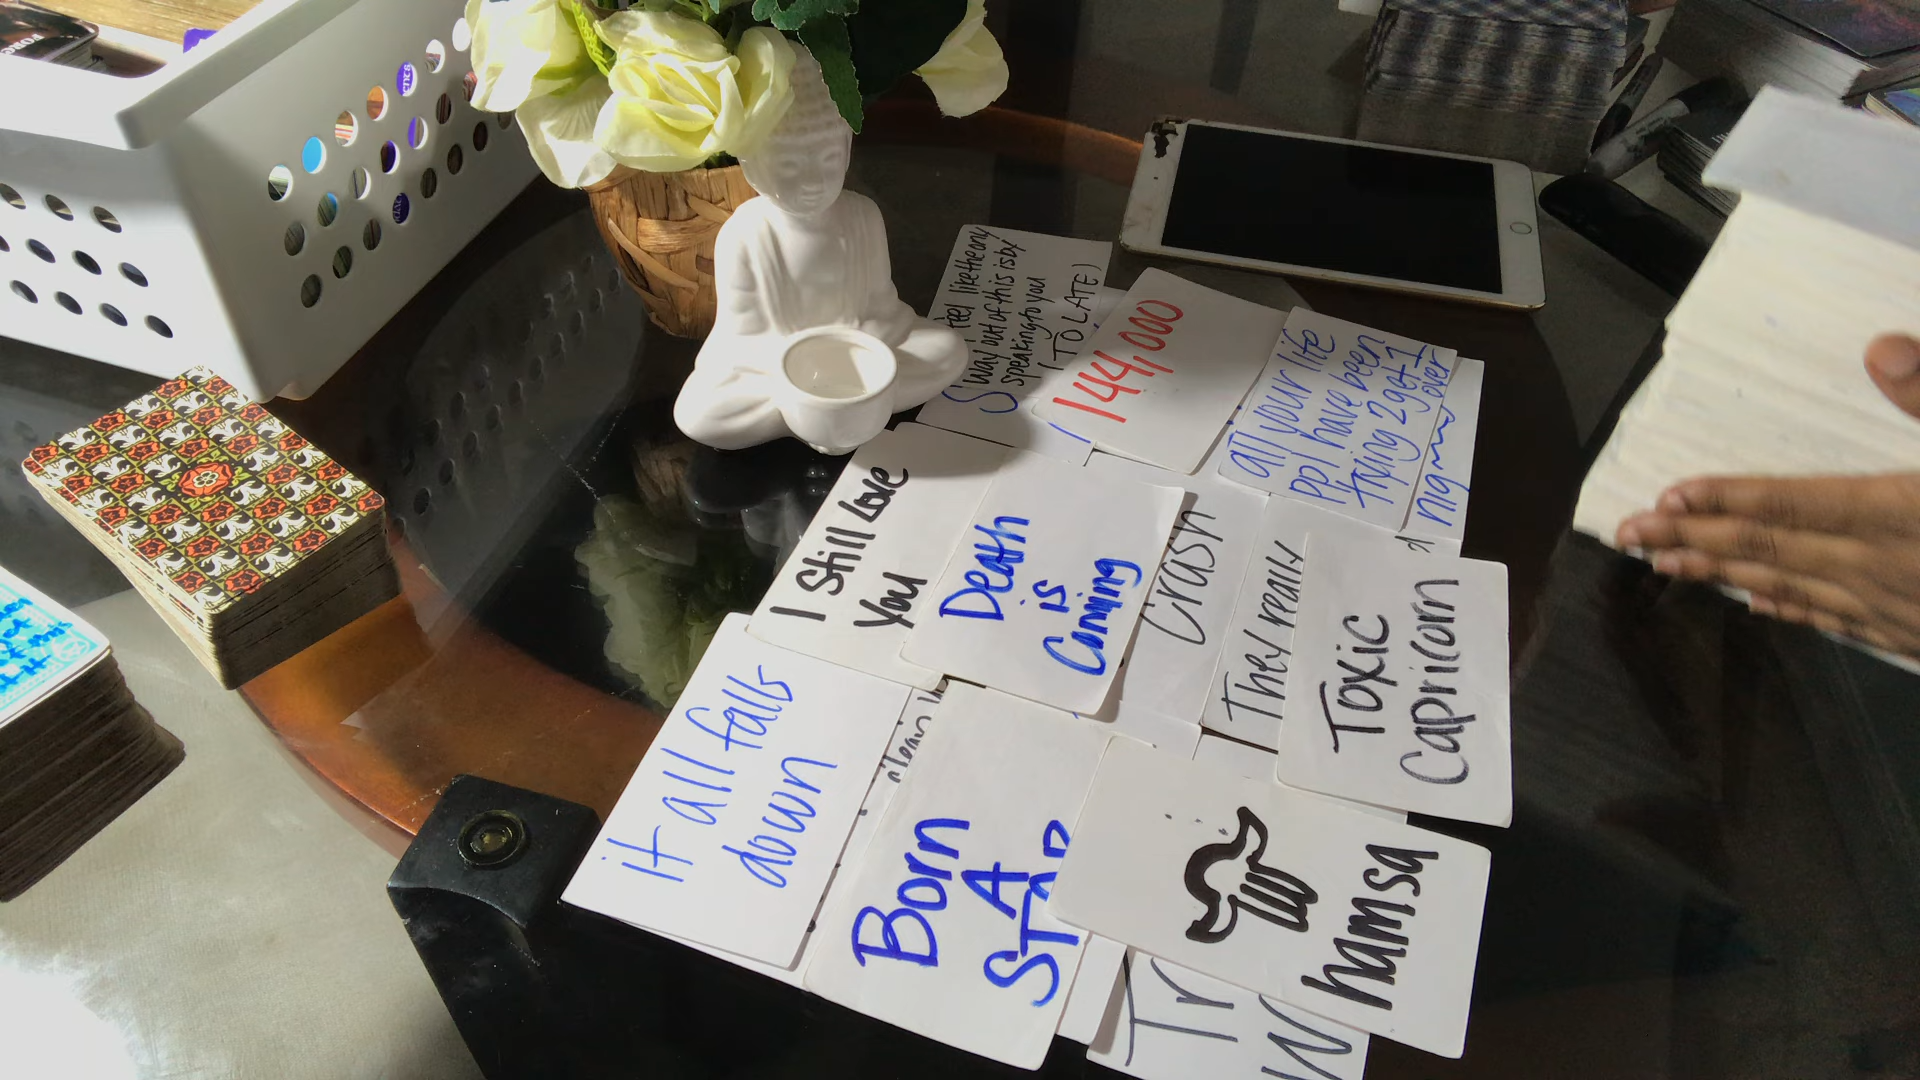 feel like the only
way out of this is by
speaking to you
(TO LATE)
144,000
all your life
ppl have been
trying 2 get 1
over
I Still Love
You
Death
is
Coming
Crash
They really
Toxic
Capricorn
it all falls
down
Born
A
STAR
hamsa
Tr
W